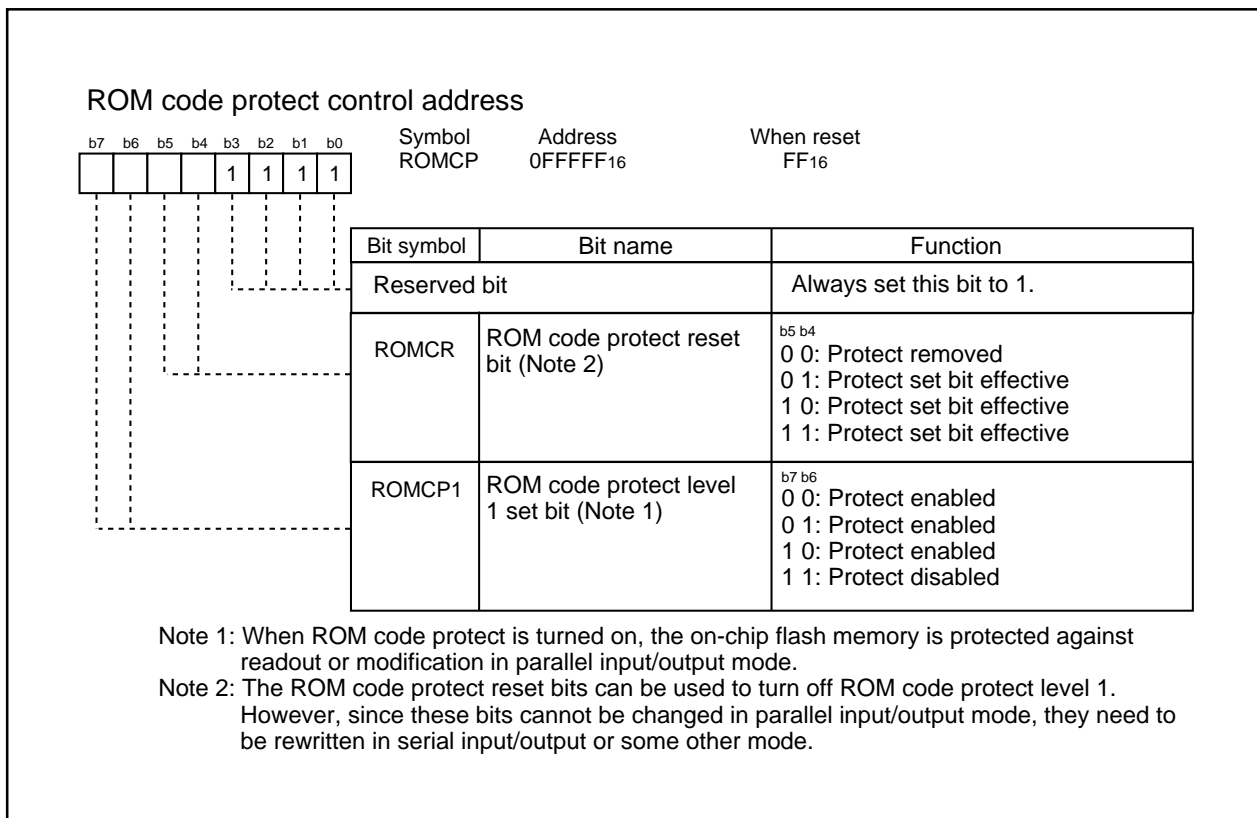 ROM code protect control address
b7 b6 b5 b4 b3 b2 b1 b0
1 1 1 1
Symbol Address When reset
ROMCP 0FFFFF16 FF16
Bit symbol Bit name Function
Reserved bit Always set this bit to 1.
ROMCR ROM code protect reset
bit (Note 2)
b5 b4
0 0: Protect removed
0 1: Protect set bit effective
1 0: Protect set bit effective
1 1: Protect set bit effective
ROMCP1 ROM code protect level
1 set bit (Note 1)
b7 b6
0 0: Protect enabled
0 1: Protect enabled
1 0: Protect enabled
1 1: Protect disabled
Note 1: When ROM code protect is turned on, the on-chip flash memory is protected against
readout or modification in parallel input/output mode.
Note 2: The ROM code protect reset bits can be used to turn off ROM code protect level 1.
However, since these bits cannot be changed in parallel input/output mode, they need to
be rewritten in serial input/output or some other mode.